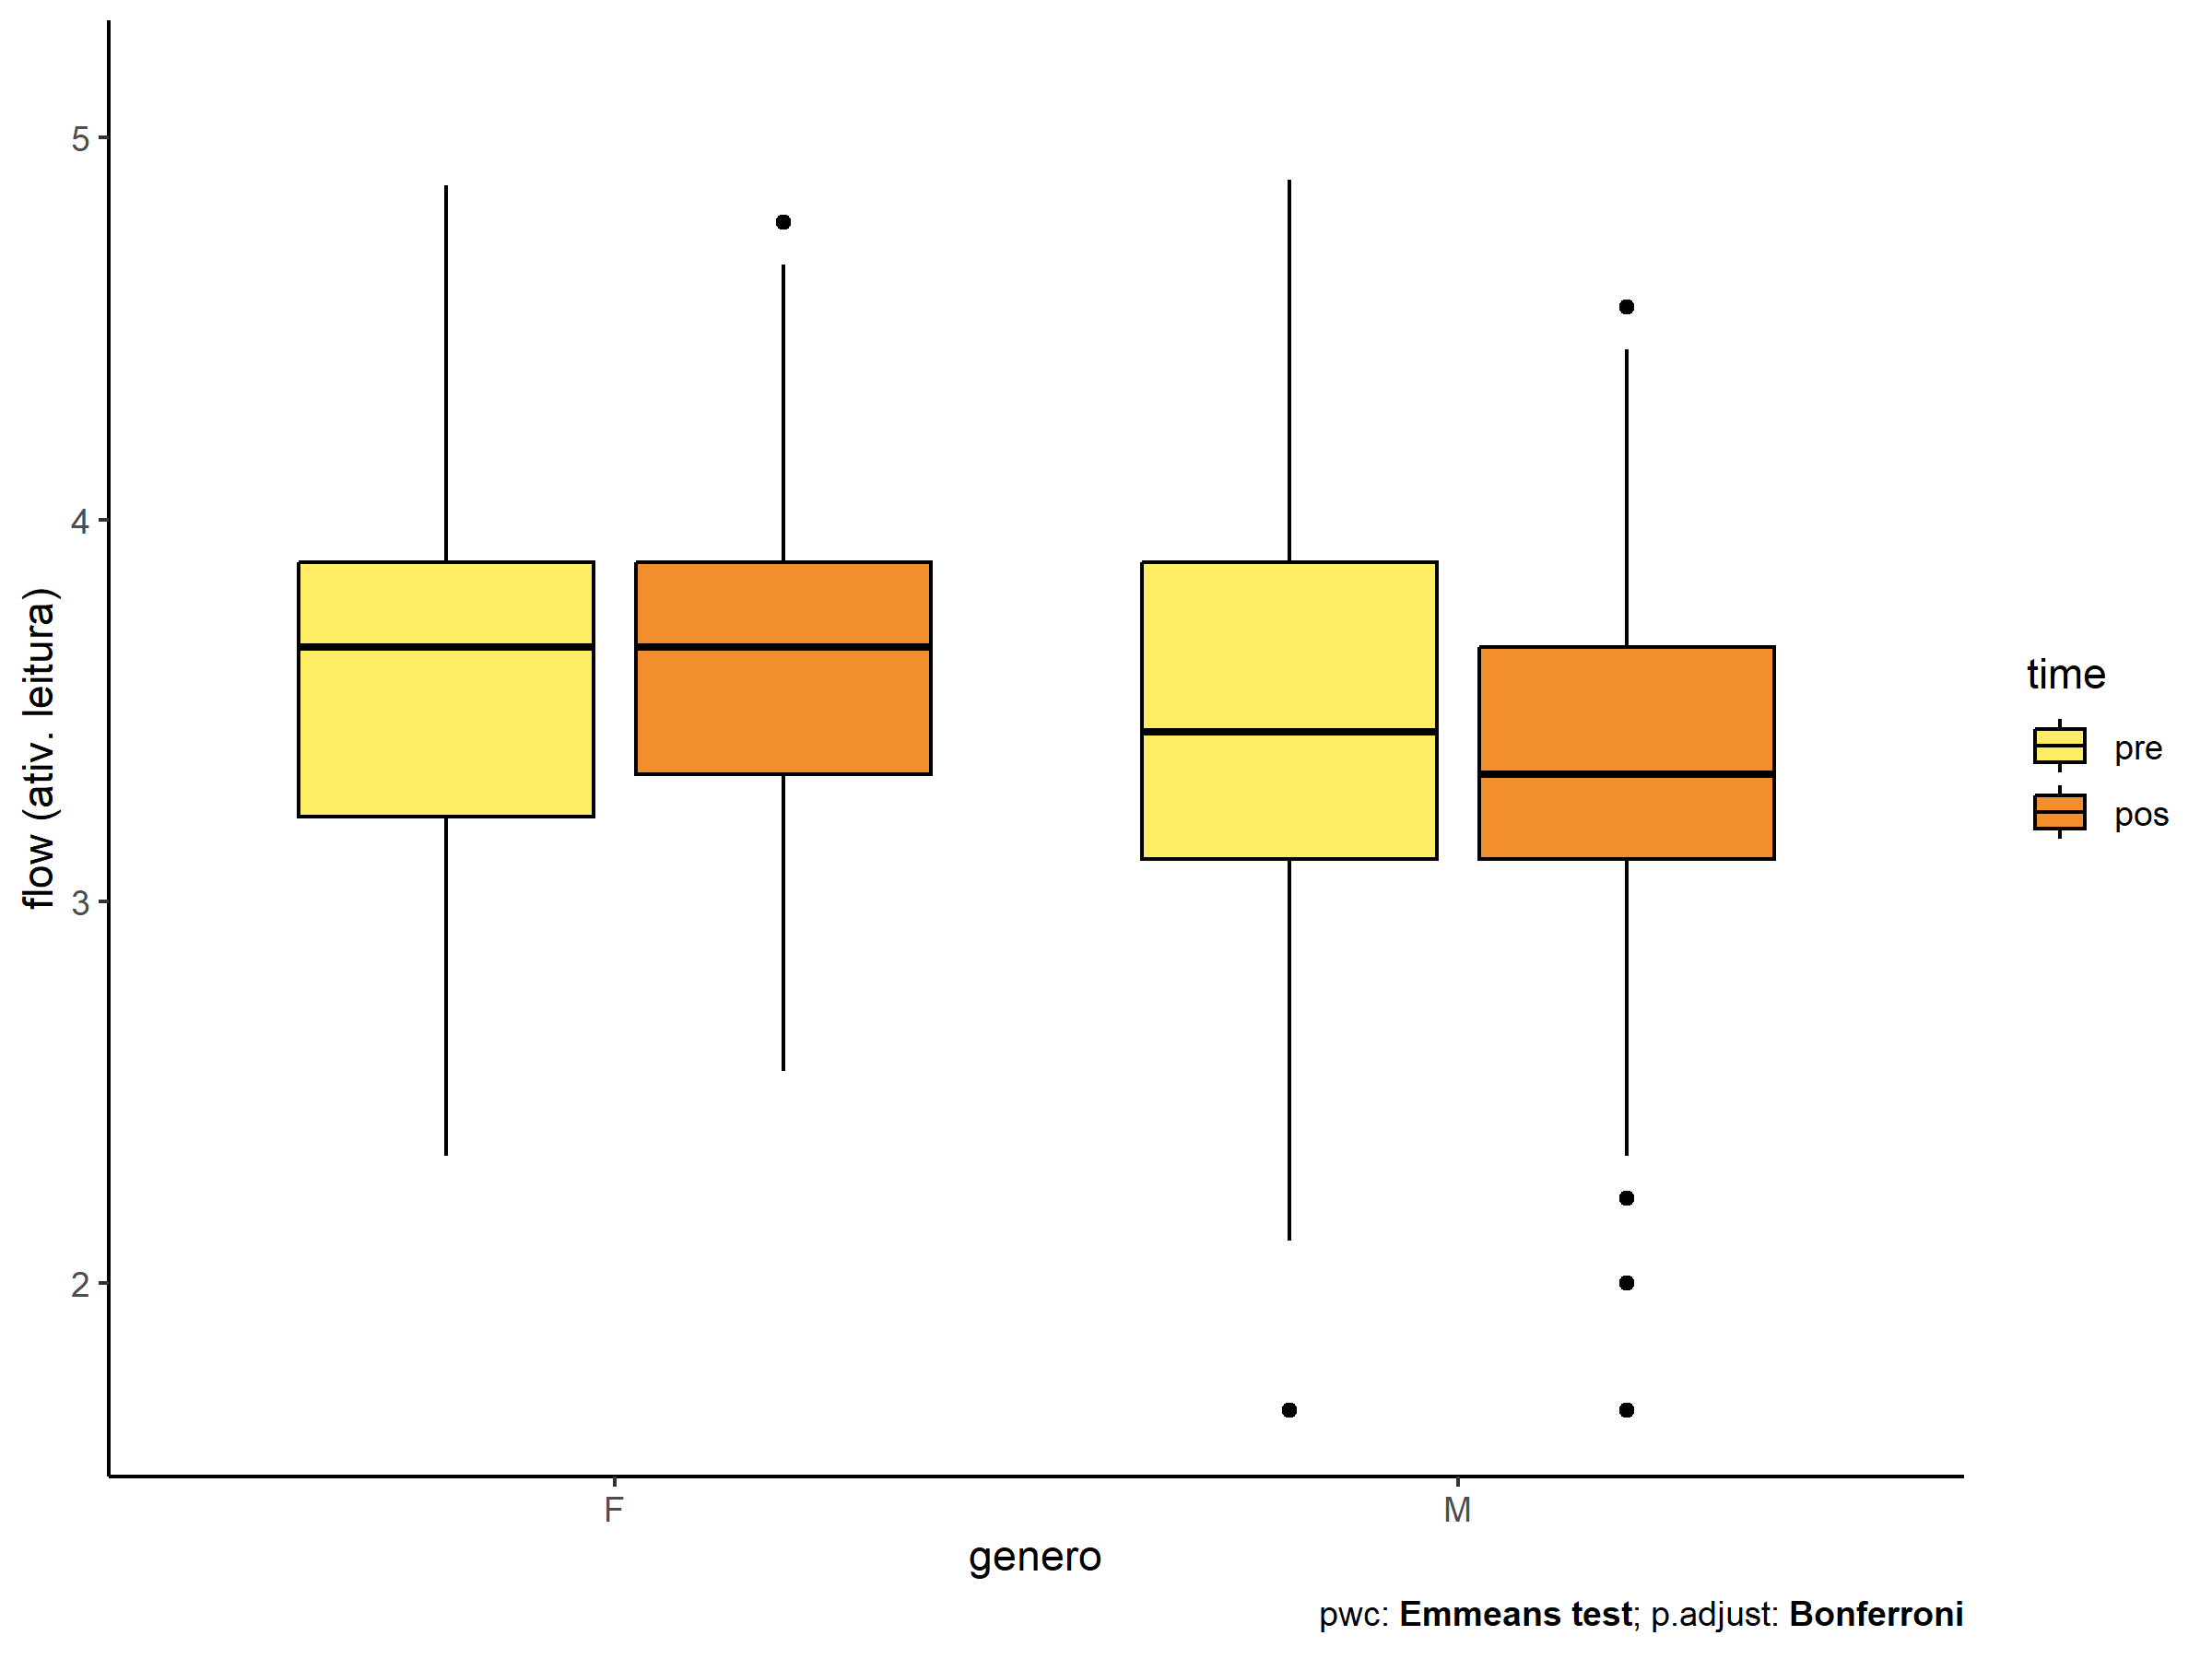 flow (ativ. leitura)
5
4
3
2
F
M
genero
time
pre
pos
pwc: Emmeans test; p.adjust: Bonferroni